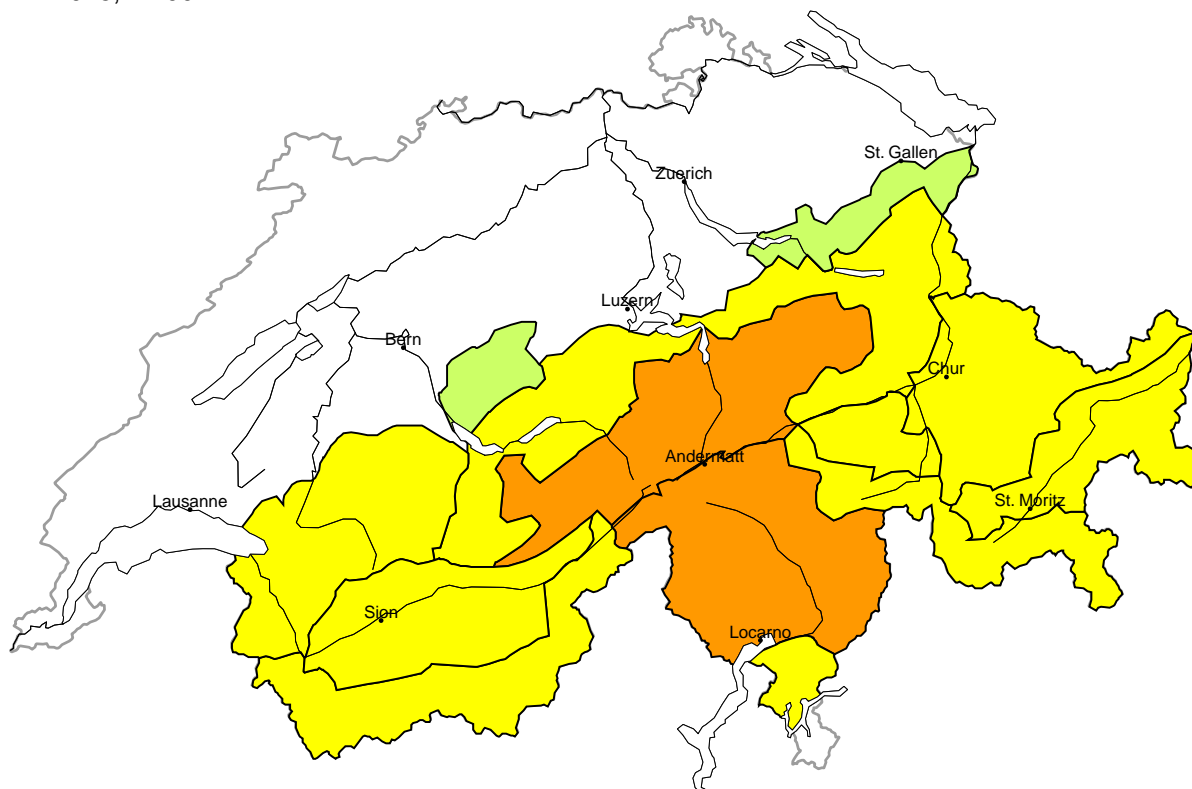 St. Gallen
Zuerich
Luzern
Bern
Chur
Andermatt
Lausanne
St. Moritz
Sion
Locarno